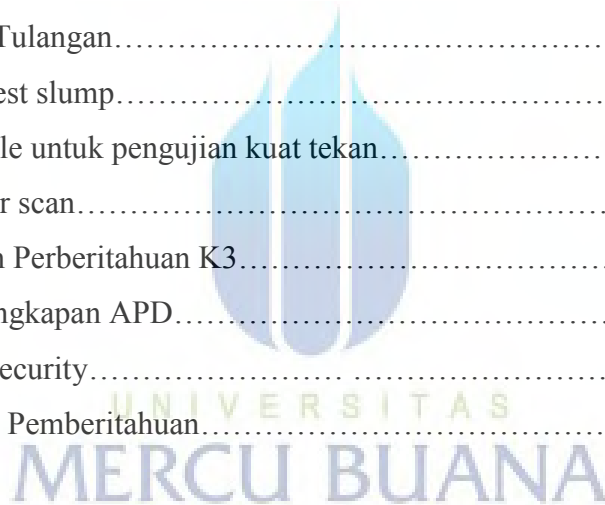 Tulangan……………………………………………
est slump……………………………………………
le untuk pengujian kuat tekan………………………
r scan………………………………………………
n Perberitahuan K3…………………………………
ngkapan APD………………………………………
ecurity………………………………………………
Pemberitahuan………………………………………
UNIVERSITAS
MERCU BUANA